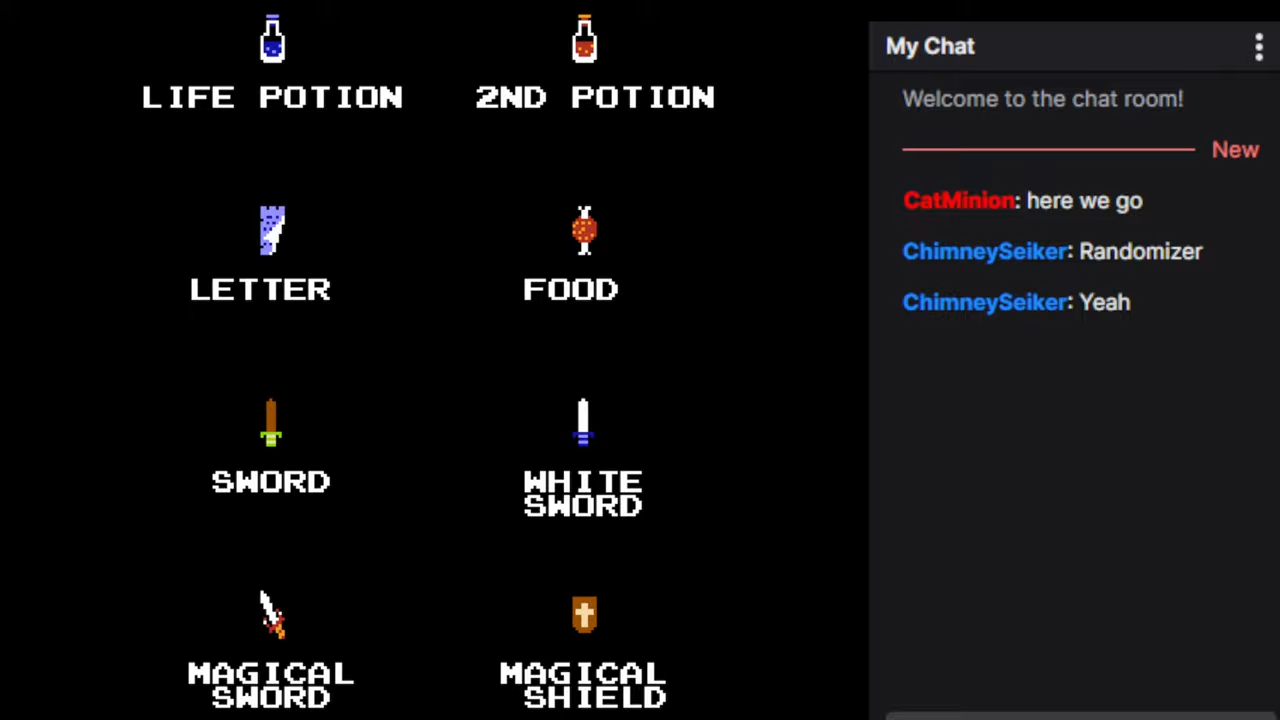 LIFE POTION
2ND POTION
LETTER
FOOD
SWORD
WHITE
SWORD
MAGICAL
SWORD
MAGICAL
SHIELD
My Chat
Welcome to the chat room!
New
CatMinion: here we go
ChimneySeiker: Randomizer
ChimneySeiker: Yeah